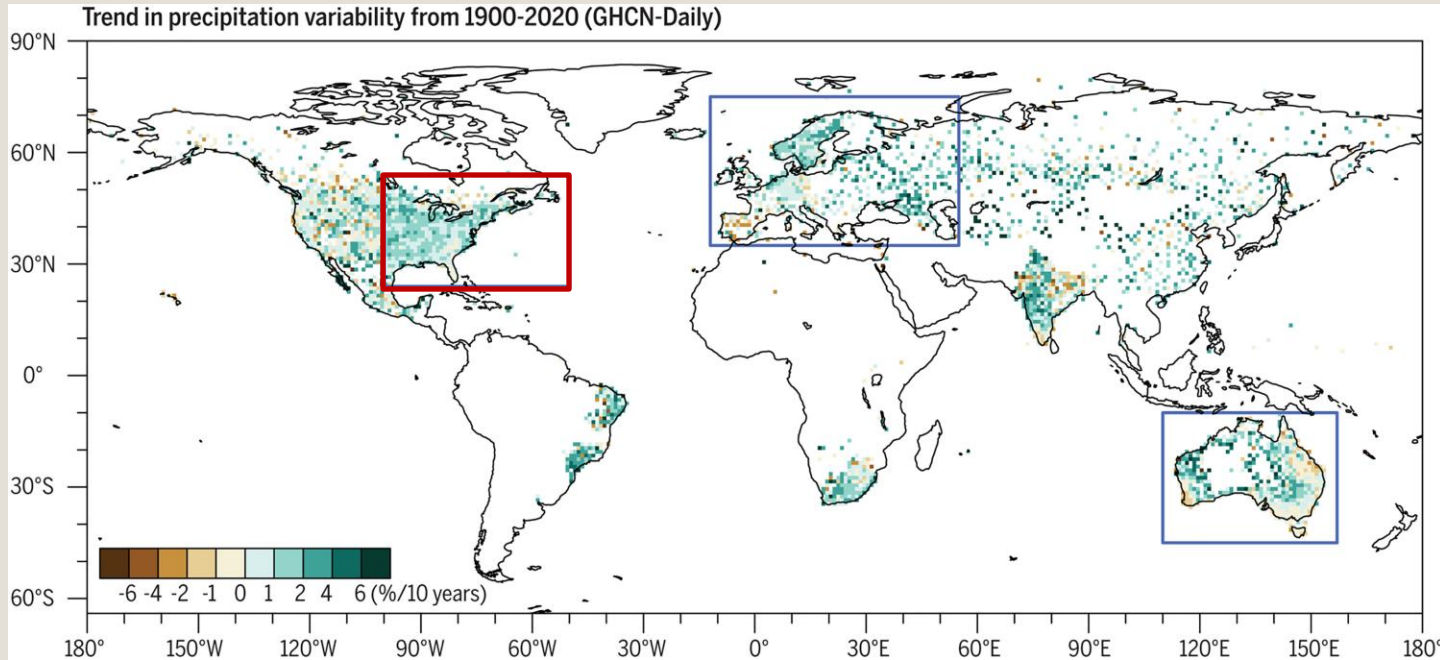 Trend in precipitation variability from 1900-2020 (GHCN-Daily)
90°N
60°N
30°N
0°
30°S
60°S
-6 -4 -2 -1 0 1 2 4 6 (%/10 years)
180° 150°W 120°W 90°W 60°W 30°W 0° 30°E 60°E 90°E 120°E 150°E 180°